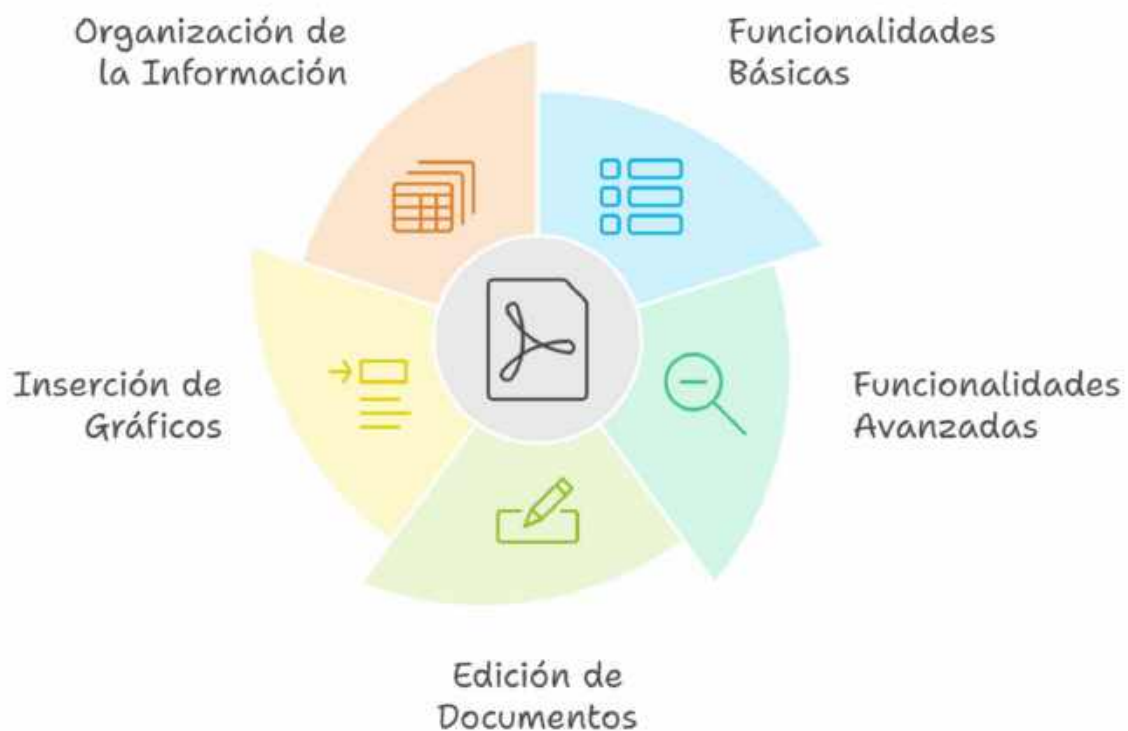 Organización de
la Información
Funcionalidades
Básicas
Inserción de
Gráficos
Funcionalidades
Avanzadas
Edición de
Documentos